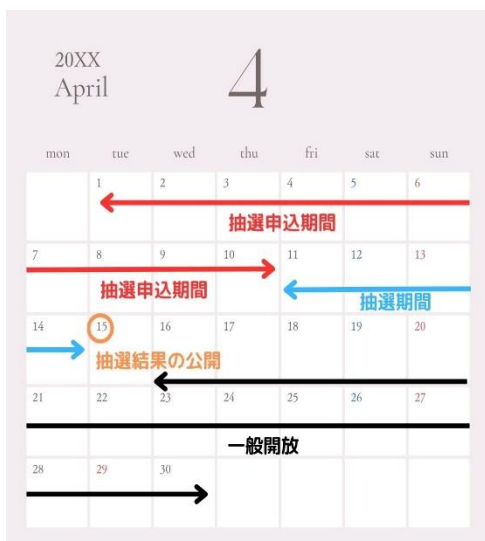 20XX
April
4
mon tue wed thu fri sat sun
1 2 3 4 5 6
抽選申込期間
7 8 9 10 11 12 13
抽選申込期間
抽選期間
14 15 16 17 18 19 20
抽選結果の公開
21 22 23 24 25 26 27
一般開放
28 29 30